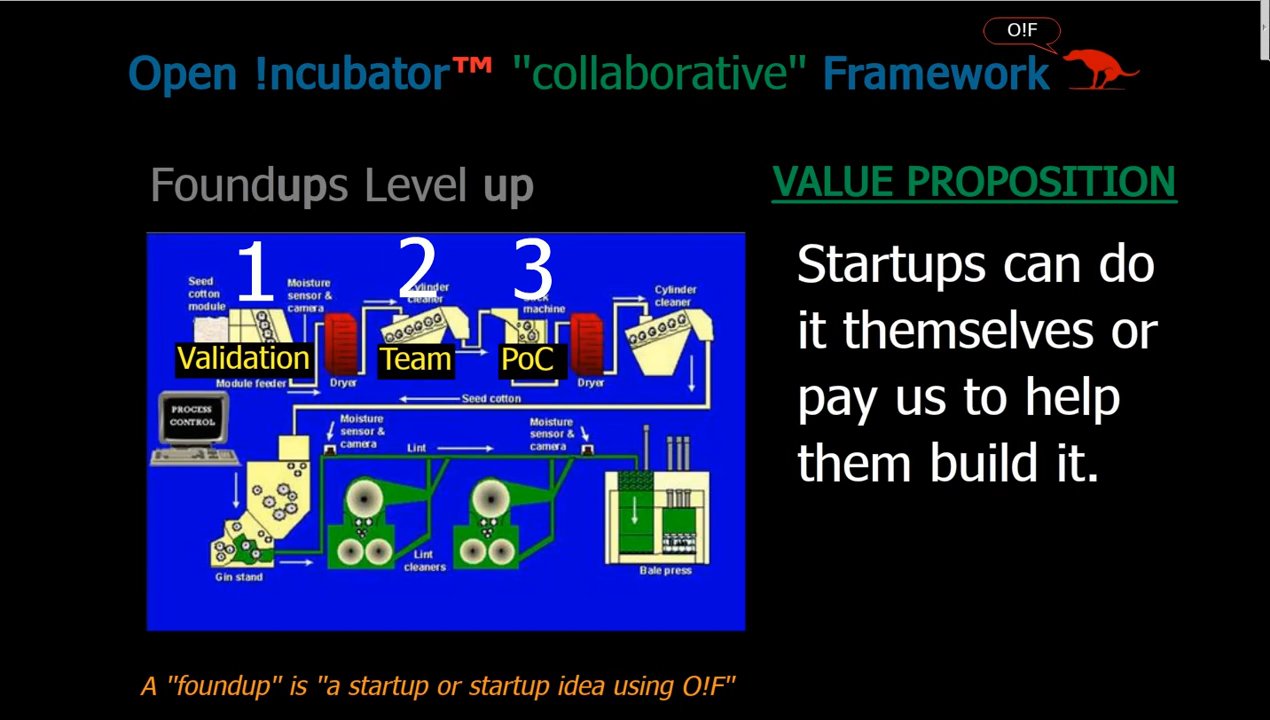 O!F
Open !ncubator™ "collaborative" Framework
Foundups Level up
VALUE PROPOSITION
1
2
3
Seed
cotton
module
Moisture
sensor &
camera
Cylinder
cleaner
machine
Cylinder
cleaner
Validation
Team
PoC
Module feeder
Dryer
Dryer
Seed cotton
PROCESS
CONTROL
Moisture
sensor &
camera
Lint
Moisture
sensor &
camera
Gin stand
Lint
cleaners
Bale press
Startups can do
it themselves or
pay us to help
them build it.
A "foundup" is "a startup or startup idea using O!F"